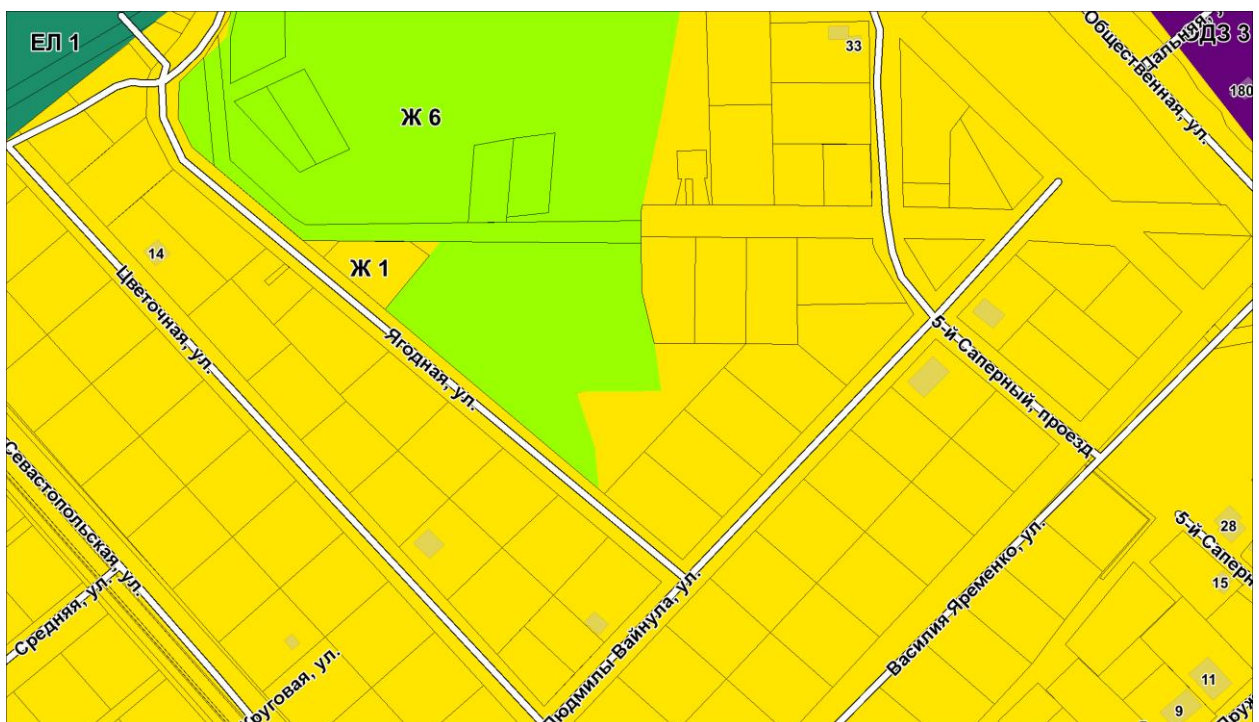 ЕЛ 1
Ж 6
33
Общественная, ул.
Дальняя,
ОДЗ 3
180
14
Ж 1
Цветочная, ул.
Ягодная, ул.
5-й Саперный, проезд
Севастопольская, ул.
Средняя, ул.
Круговая, ул.
Людмилы Вайнула, ул.
Василия Яременко, ул.
28
5-й Саперн
15
11
9